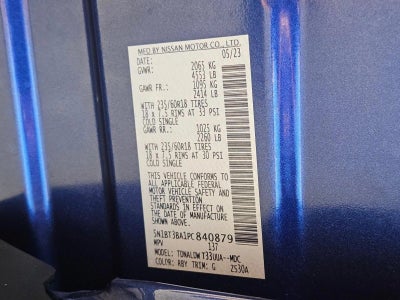 MFD BY NISSAN MOTOR CO., LTD.
DATE: 05/23
GVWR: 2065 KG
4553 LB
GAWR FR.: 1095 KG
2414 LB
WITH 235/60R18 TIRES
18 x 7.5 RIMS AT 33 PSI
COLD SINGLE
GAWR RR.: 1025 KG
2260 LB
WITH 235/60R18 TIRES
18 x 7.5 RIMS AT 30 PSI
COLD SINGLE
THIS VEHICLE CONFORMS TO
ALL APPLICABLE FEDERAL
MOTOR VEHICLE SAFETY AND
THEFT PREVENTION
STANDARDS IN EFFECT ON
THE DATE OF MANUFACTURE
SHOWN ABOVE.
5N1BT3BA1PC840879
MPV 137
MODEL: TONALDW T33UUA--MDC
COLOR: RBY TRIM: G ZS30A